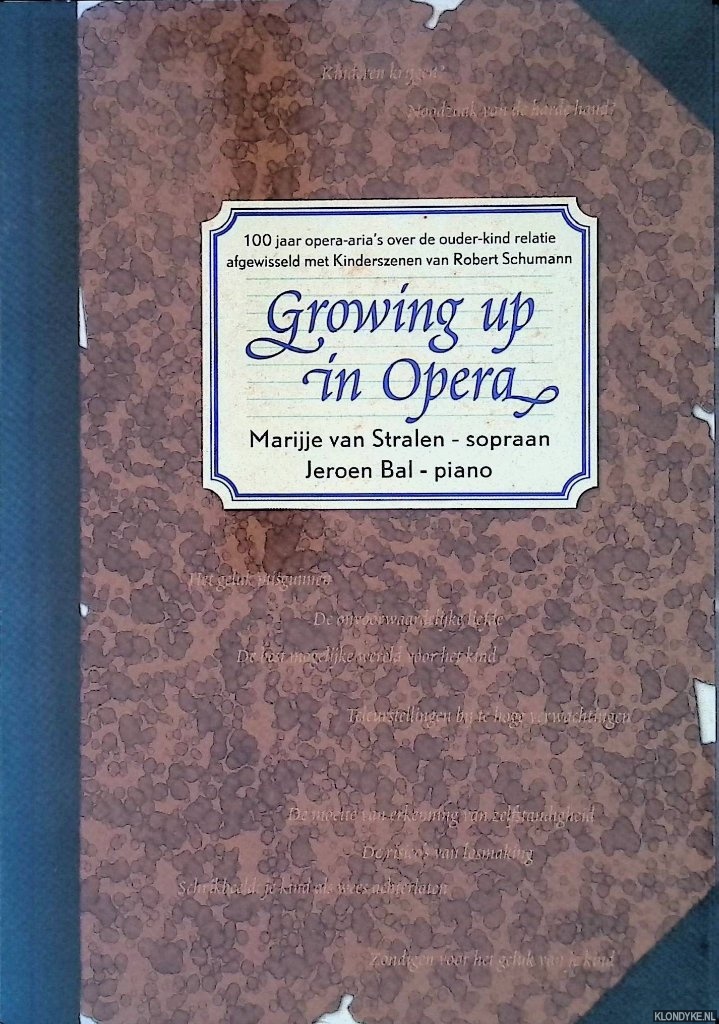 Kinderen krijgen?
Noodzaak van de harde hand?
100 jaar opera-aria's over de ouder-kind relatie
afgewisseld met Kinderszenen van Robert Schumann
Growing up
in Opera
Marijje van Stralen - sopraan
Jeroen Bal - piano
Het geluk misgunnen
De onvoorwaardelijke liefde
De best mogelijke wereld voor het kind
Teleurstellingen bij te hoge verwachtingen
De moeite van erkenning van zelfstandigheid
De risico's van losmaking
Schrikbeeld: je kind als wees achterlaten
Zondigen voor het geluk van je kind
KLONDYKE.NL